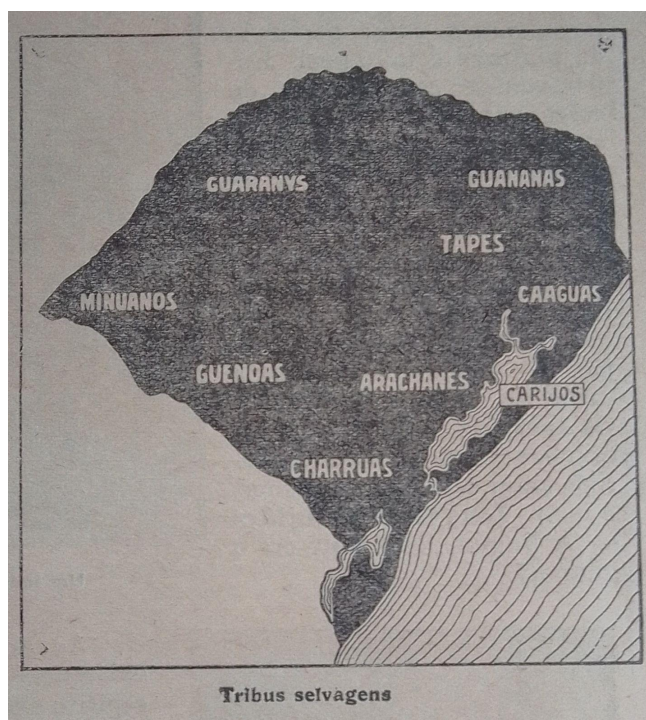 GUARANYS
GUANANAS
TAPES
MINUANOS
CAAGUAS
GUENOAS
ARACHANES
CARIJOS
CHARRUAS
Tribus selvagens